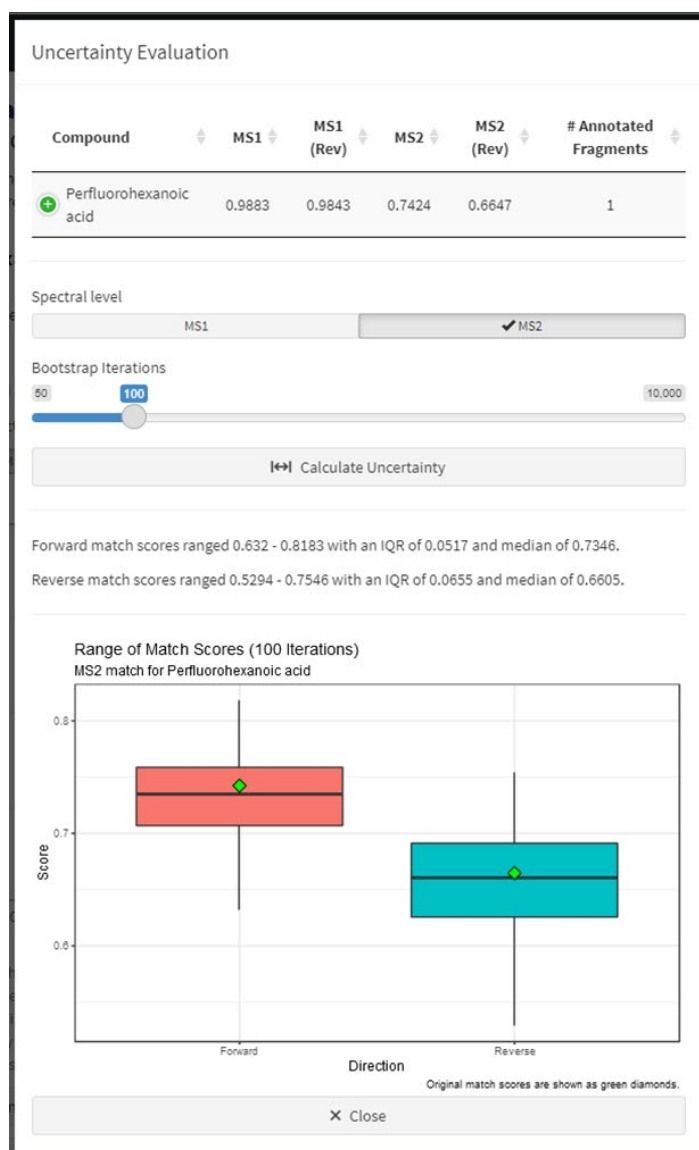 Uncertainty Evaluation
Compound MS1 MS1 (Rev) MS2 MS2 (Rev) # Annotated Fragments
Perfluorohexanoic acid 0.9883 0.9843 0.7424 0.6647 1
Spectral level
MS1 MS2
Bootstrap Iterations
50 100 10,000
Calculate Uncertainty
Forward match scores ranged 0.632 - 0.8183 with an IQR of 0.0517 and median of 0.7346.
Reverse match scores ranged 0.5294 - 0.7546 with an IQR of 0.0655 and median of 0.6605.
Range of Match Scores (100 Iterations)
MS2 match for Perfluorohexanoic acid
0.8
0.7
0.6
Score
Forward Reverse
Direction
Original match scores are shown as green diamonds.
Close